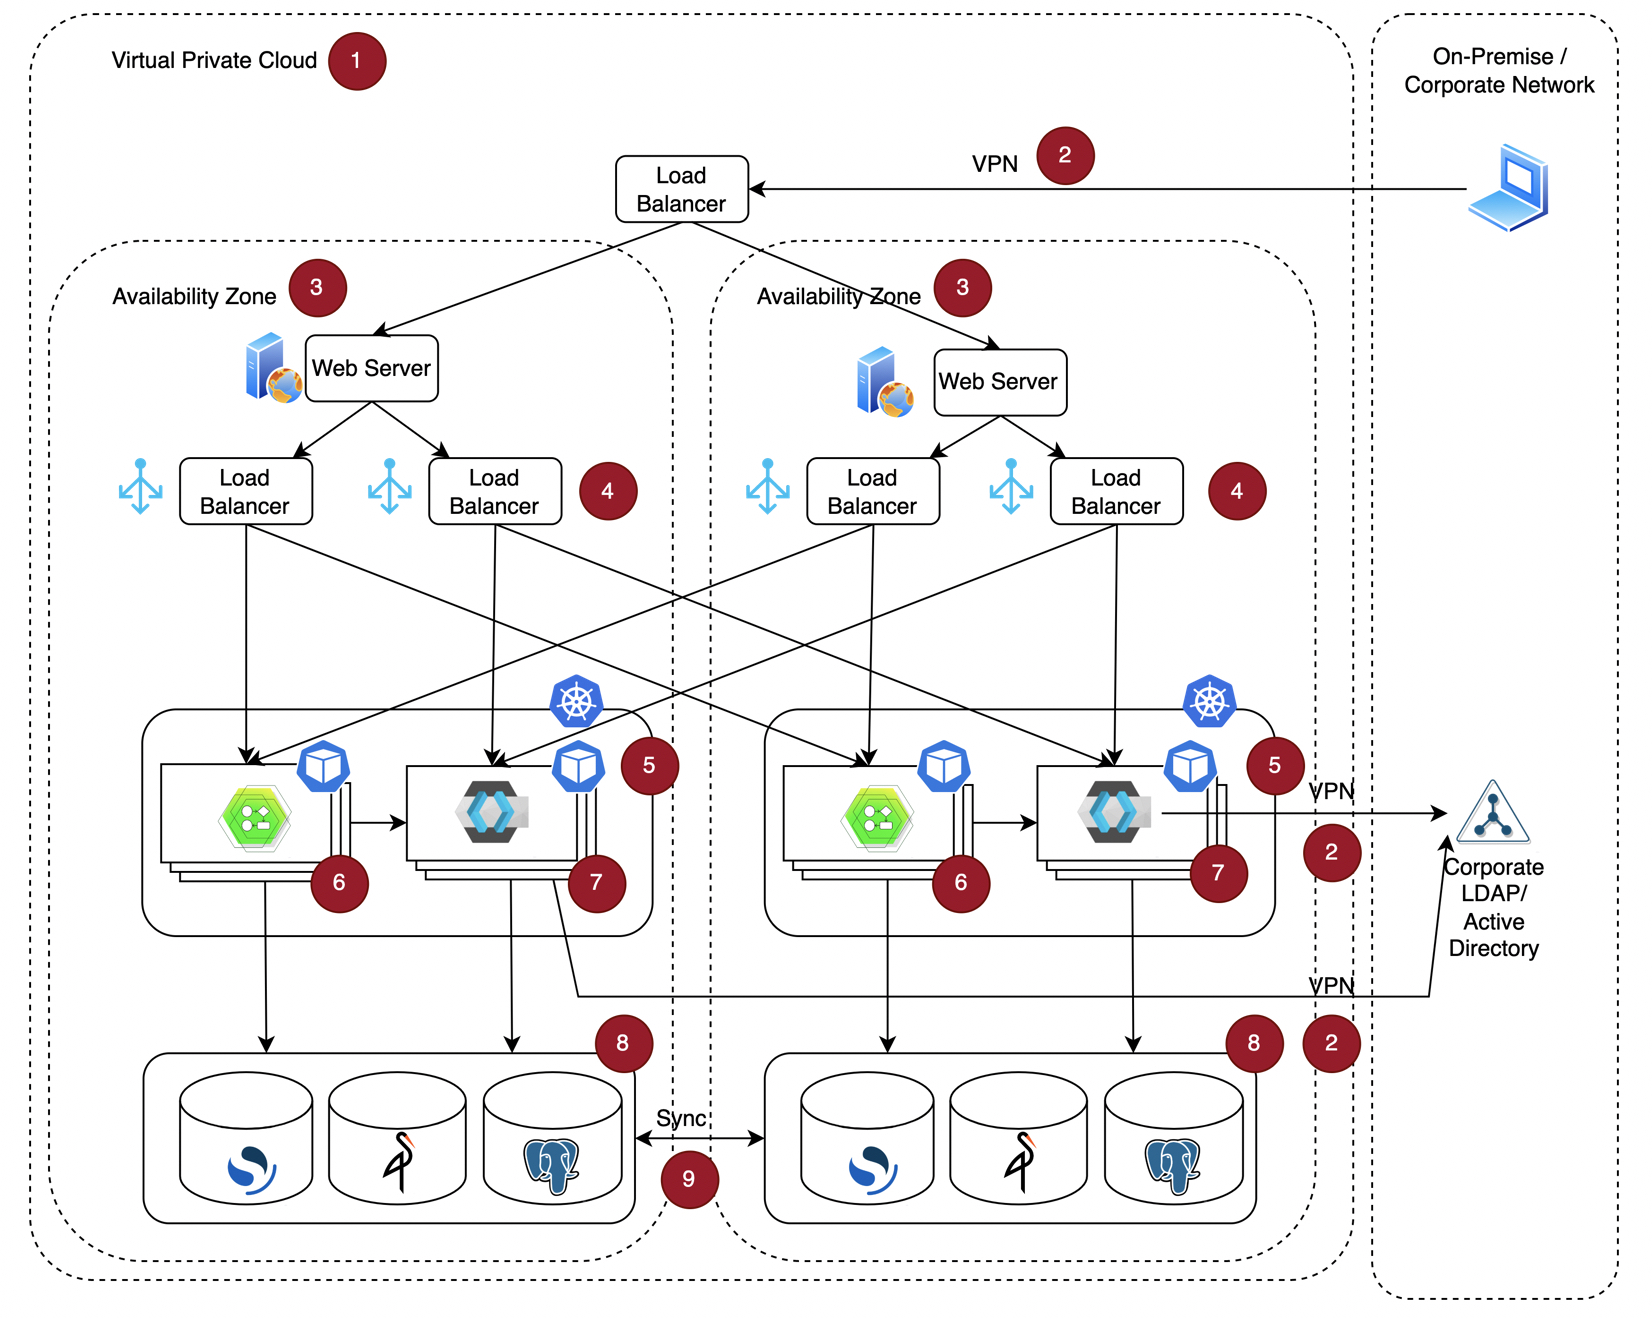 Virtual Private Cloud
1
On-Premise /
Corporate Network
VPN
2
Load
Balancer
Availability Zone
3
Availability Zone
3
Web Server
Web Server
Load
Balancer
Load
Balancer
4
Load
Balancer
Load
Balancer
4
5
5
VPN
2
6
7
6
7
Corporate
LDAP/
Active
Directory
VPN
2
8
8
Sync
9